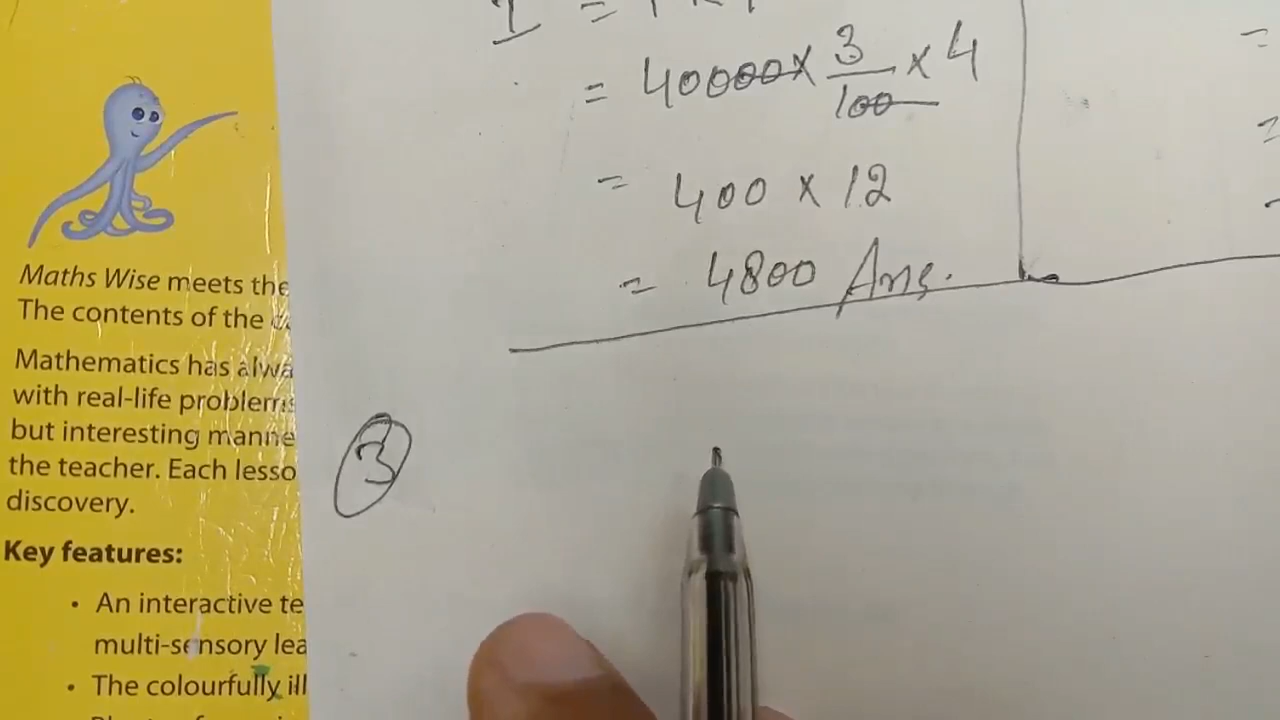 I =
= 40000 × 3/100 × 4
= 400 × 12
= 4800 Ans.
3
Maths Wise meets the
The contents of the
Mathematics has alwa
with real-life problems
but interesting manne
the teacher. Each lesso
discovery.
Key features:
• An interactive te
multi-sensory lea
• The colourfully ill
=
=
=